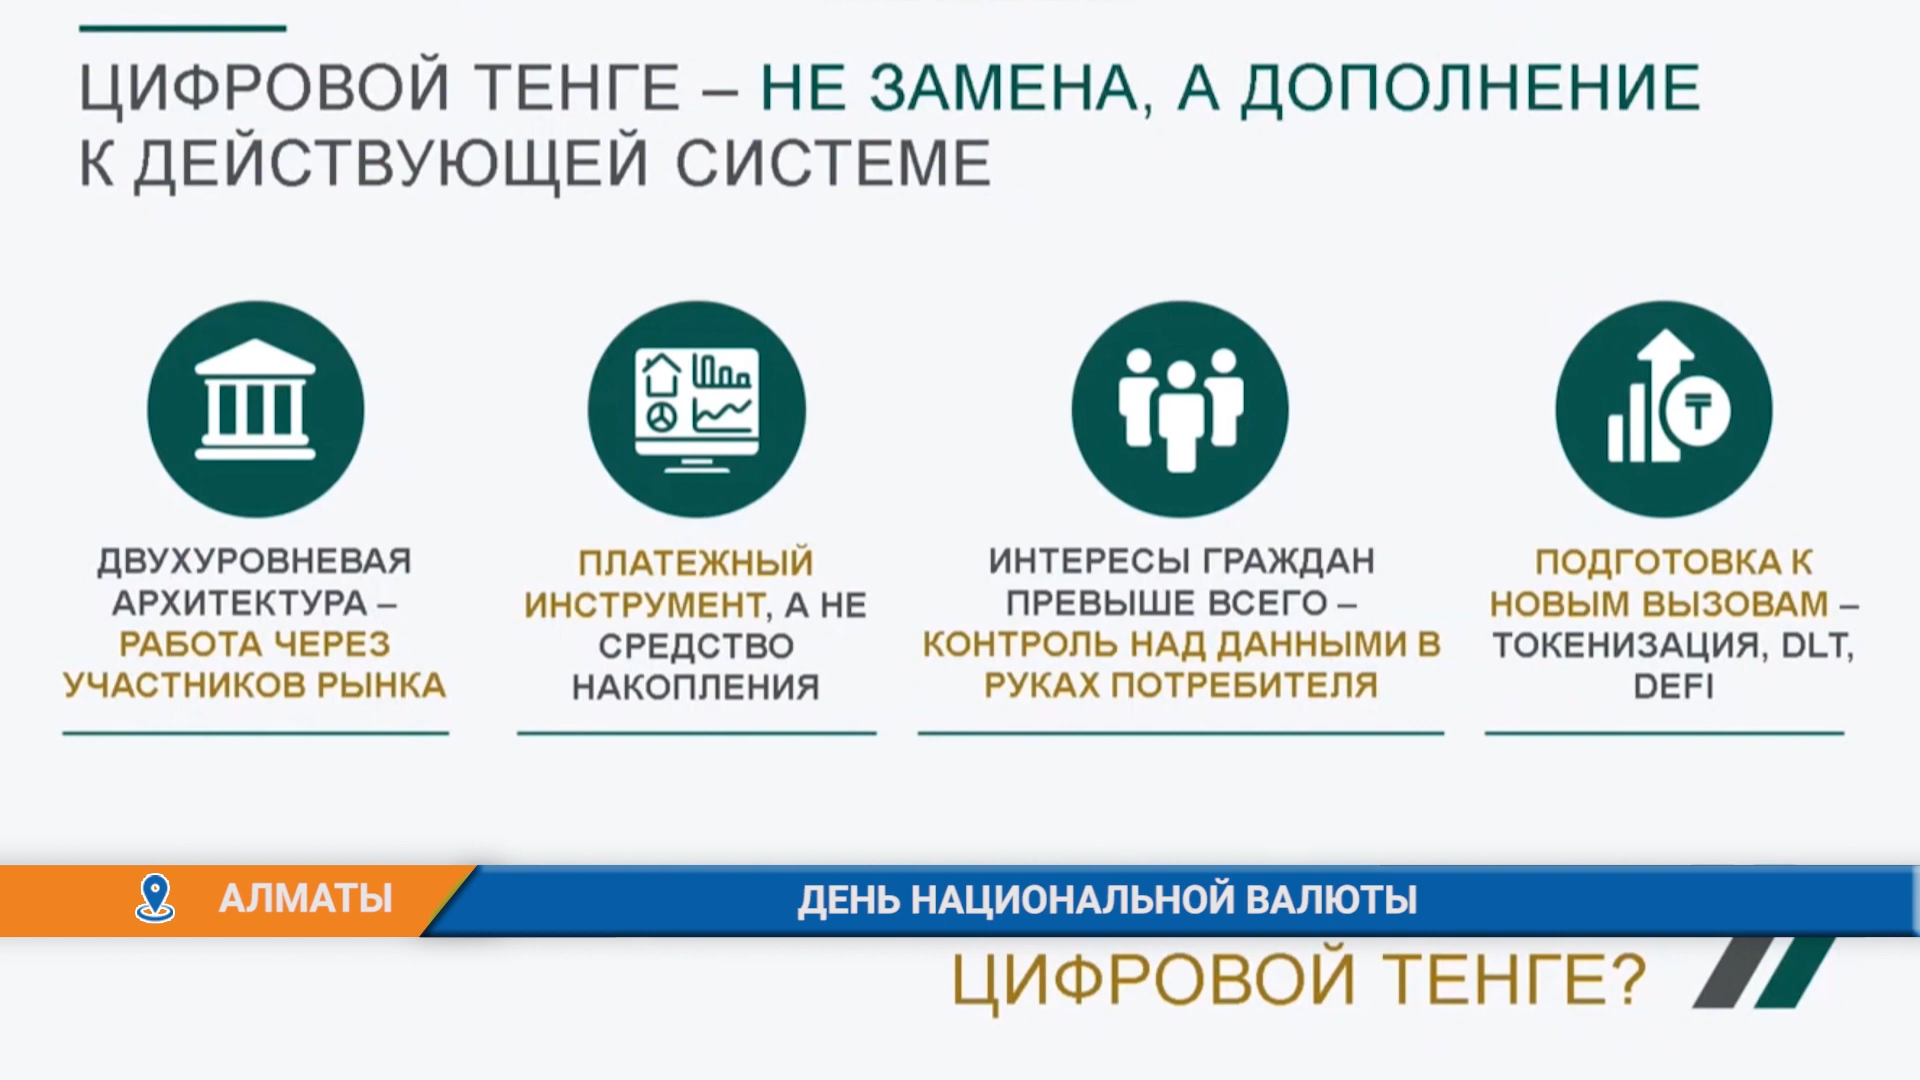 ЦИФРОВОЙ ТЕНГЕ – НЕ ЗАМЕНА, А ДОПОЛНЕНИЕ
К ДЕЙСТВУЮЩЕЙ СИСТЕМЕ
ДВУХУРОВНЕВАЯ
АРХИТЕКТУРА –
РАБОТА ЧЕРЕЗ
УЧАСТНИКОВ РЫНКА
ПЛАТЕЖНЫЙ
ИНСТРУМЕНТ, А НЕ
СРЕДСТВО
НАКОПЛЕНИЯ
ИНТЕРЕСЫ ГРАЖДАН
ПРЕВЫШЕ ВСЕГО –
КОНТРОЛЬ НАД ДАННЫМИ В
РУКАХ ПОТРЕБИТЕЛЯ
₸
ПОДГОТОВКА К
НОВЫМ ВЫЗОВАМ –
ТОКЕНИЗАЦИЯ, DLT,
DEFI
АЛМАТЫ
ДЕНЬ НАЦИОНАЛЬНОЙ ВАЛЮТЫ
ЦИФРОВОЙ ТЕНГЕ?